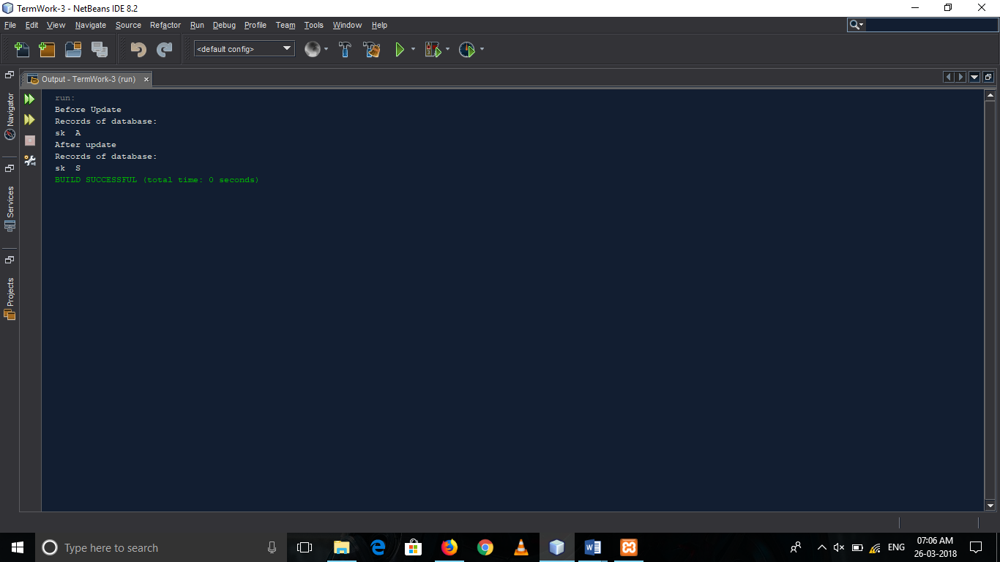 TermWork-3 - NetBeans IDE 8.2
File Edit View Navigate Source Refactor Run Debug Profile Team Tools Window Help
<default config>
Output - TermWork-3 (run)
Navigator
Services
Projects
run:
Before Update
Records of database:
sk  A
After update
Records of database:
sk  S
BUILD SUCCESSFUL (total time: 0 seconds)
Type here to search
ENG
07:06 AM
26-03-2018